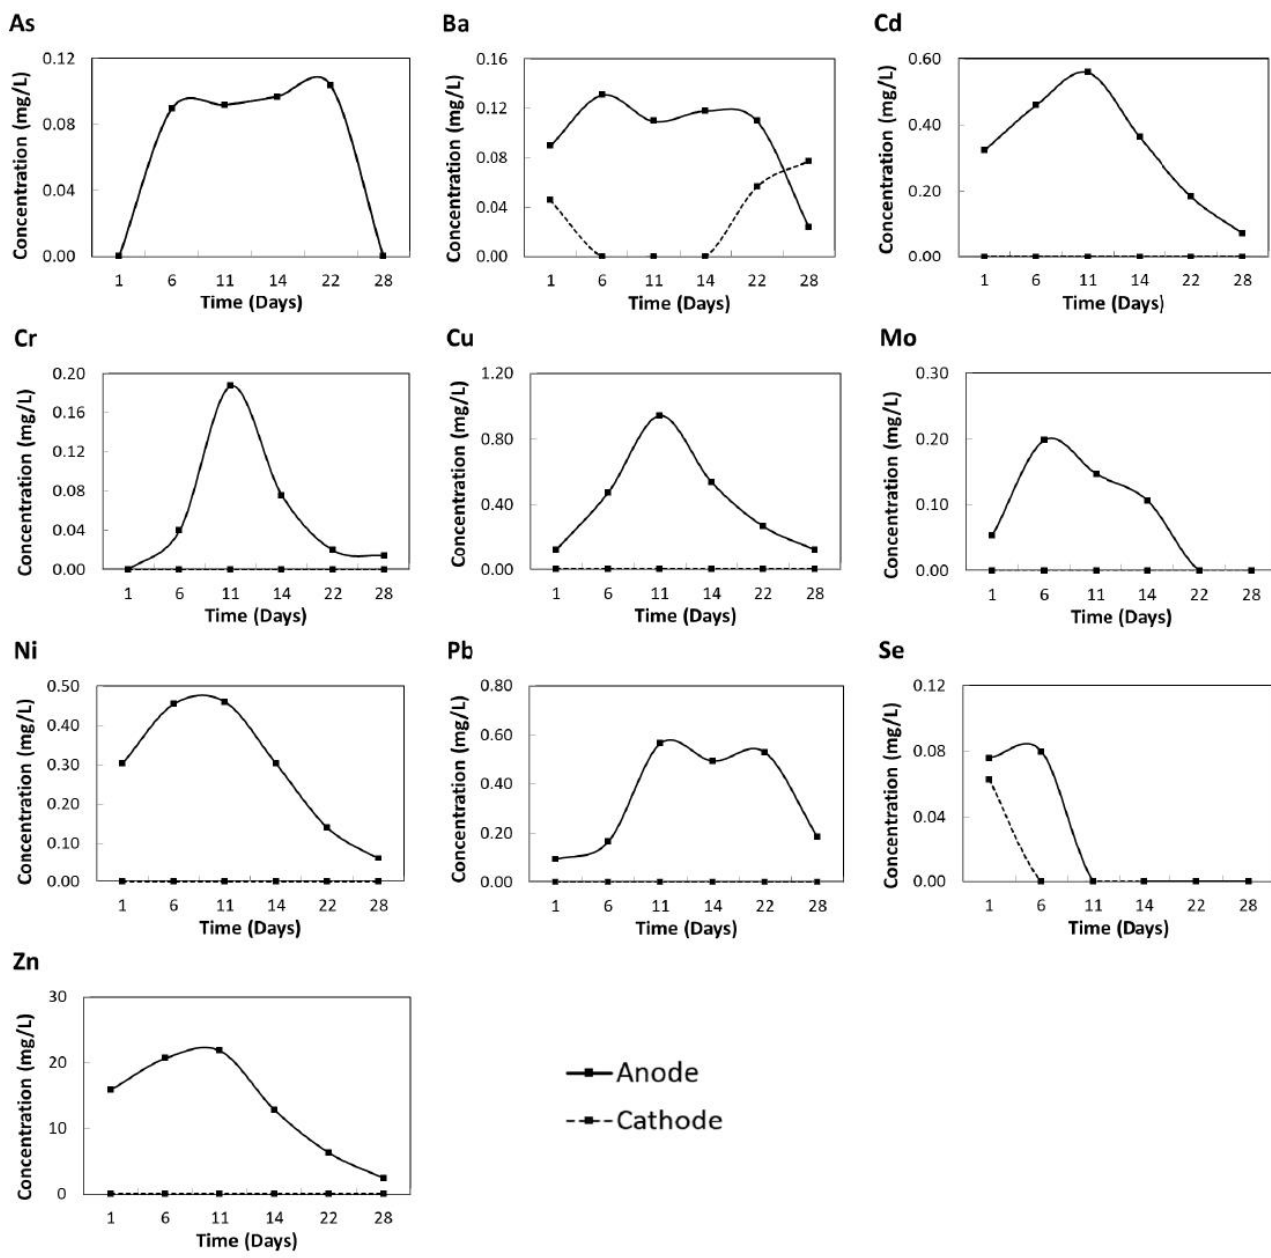 As
Ba
Cd
Concentration (mg/L)
0.12
0.08
0.04
0.00
1 6 11 14 22 28
Time (Days)
Concentration (mg/L)
0.16
0.12
0.08
0.04
0.00
1 6 11 14 22 28
Time (Days)
Concentration (mg/L)
0.60
0.40
0.20
0.00
1 6 11 14 22 28
Time (Days)
Cr
Cu
Mo
Concentration (mg/L)
0.20
0.16
0.12
0.08
0.04
0.00
1 6 11 14 22 28
Time (Days)
Concentration (mg/L)
1.20
0.80
0.40
0.00
1 6 11 14 22 28
Time (Days)
Concentration (mg/L)
0.30
0.20
0.10
0.00
1 6 11 14 22 28
Time (Days)
Ni
Pb
Se
Concentration (mg/L)
0.50
0.40
0.30
0.20
0.10
0.00
1 6 11 14 22 28
Time (Days)
Concentration (mg/L)
0.80
0.60
0.40
0.20
0.00
1 6 11 14 22 28
Time (Days)
Concentration (mg/L)
0.12
0.08
0.04
0.00
1 6 11 14 22 28
Time (Days)
Zn
Concentration (mg/L)
30
20
10
0
1 6 11 14 22 28
Time (Days)
Anode
Cathode